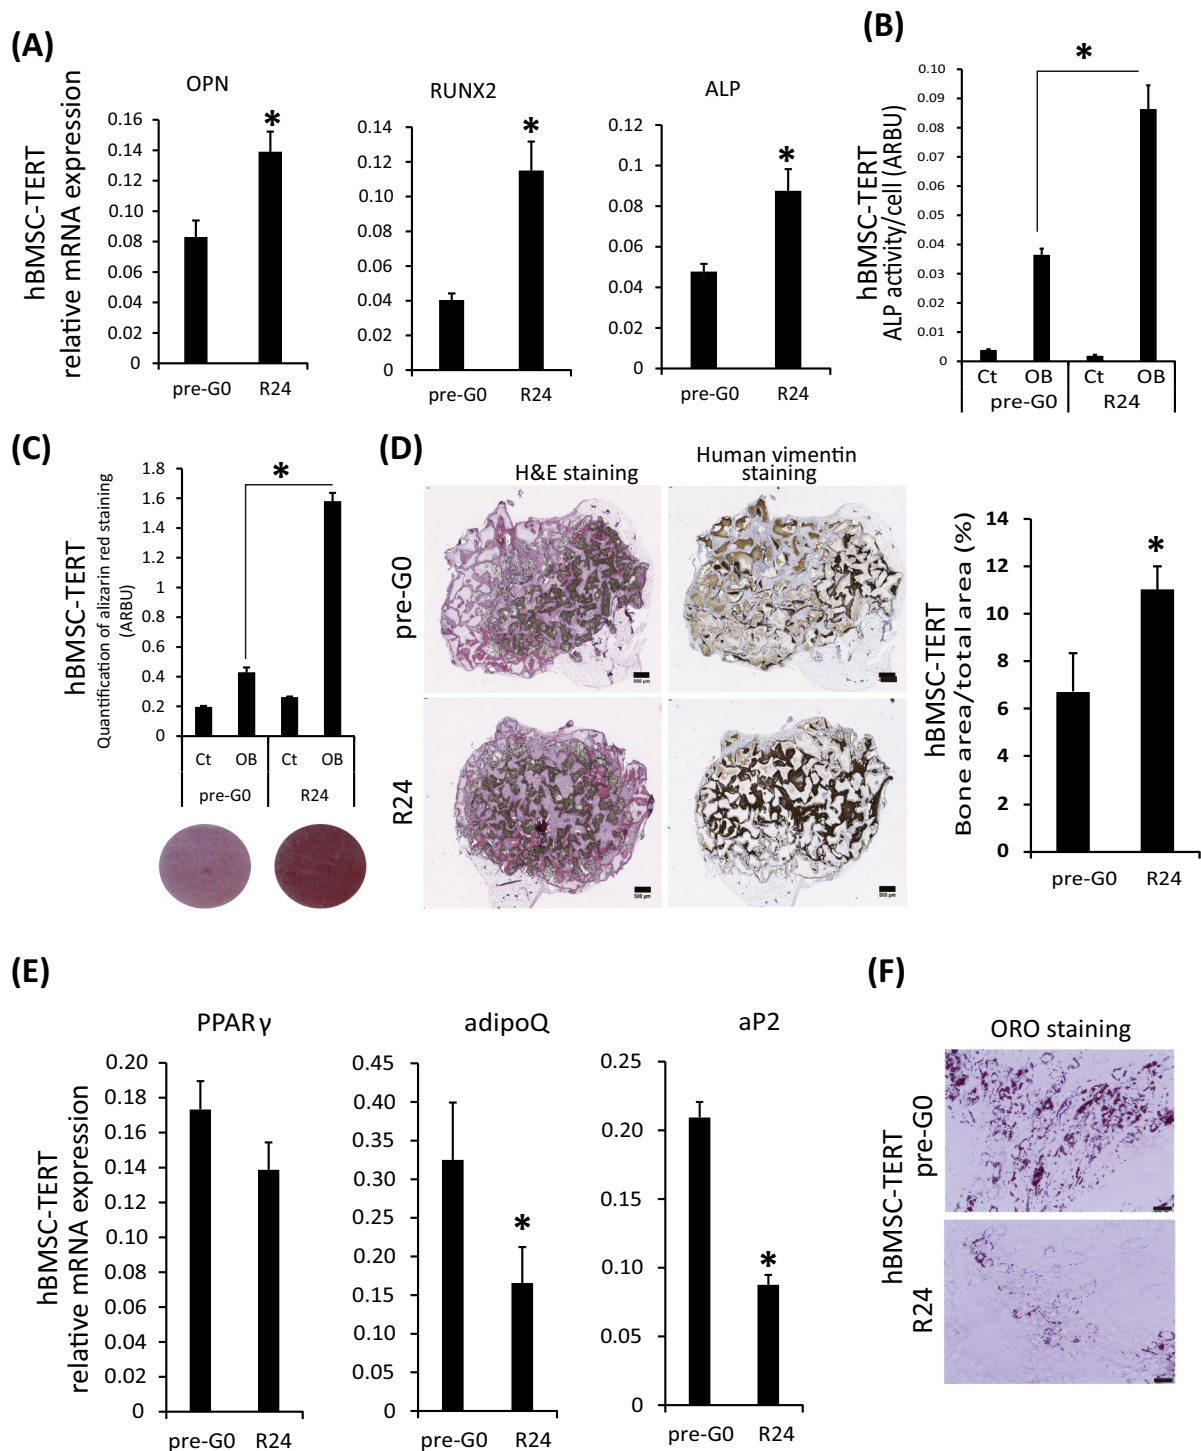 (A)
hBMSC-TERT
relative mRNA expression
OPN
0.16
0.14
0.12
0.10
0.08
0.06
0.04
0.02
0
pre-G0 R24
*
RUNX2
0.14
0.12
0.10
0.08
0.06
0.04
0.02
0
pre-G0 R24
*
ALP
0.12
0.1
0.08
0.06
0.04
0.02
0
pre-G0 R24
*
(B)
hBMSC-TERT
ALP activity/cell (ARBU)
0.10
0.09
0.08
0.07
0.06
0.05
0.04
0.03
0.02
0.01
0
*
Ct OB Ct OB
pre-G0 R24
(C)
hBMSC-TERT
Quantification of alizarin red staining
(ARBU)
1.8
1.6
1.4
1.2
1
0.8
0.6
0.4
0.2
0
*
Ct OB Ct OB
pre-G0 R24
(D)
H&E staining
Human vimentin
staining
pre-G0
500 µm
R24
500 µm
500 µm
hBMSC-TERT
Bone area/total area (%)
14
12
10
8
6
4
2
0
*
pre-G0 R24
(E)
hBMSC-TERT
relative mRNA expression
PPAR γ
0.20
0.18
0.16
0.14
0.12
0.10
0.08
0.06
0.04
0.02
0
pre-G0 R24
adipoQ
0.45
0.40
0.35
0.30
0.25
0.20
0.15
0.10
0.05
0.00
*
pre-G0 R24
aP2
0.25
0.20
0.15
0.10
0.05
0
*
pre-G0 R24
(F)
ORO staining
hBMSC-TERT
pre-G0
R24